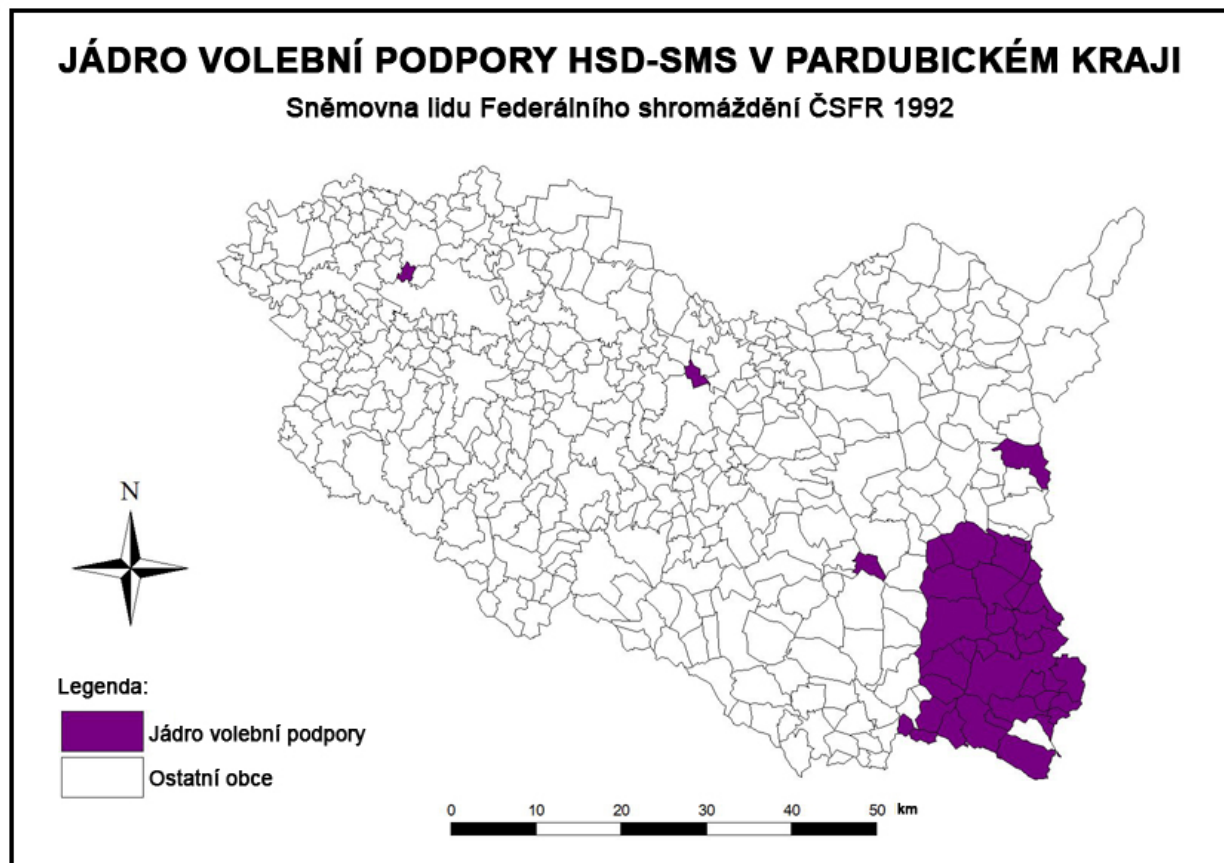 JÁDRO VOLEBNÍ PODPORY HSD-SMS V PARDUBICKÉM KRAJI
Sněmovna lidu Federálního shromáždění ČSFR 1992
N
Legenda:
Jádro volební podpory
Ostatní obce
0 10 20 30 40 50 km